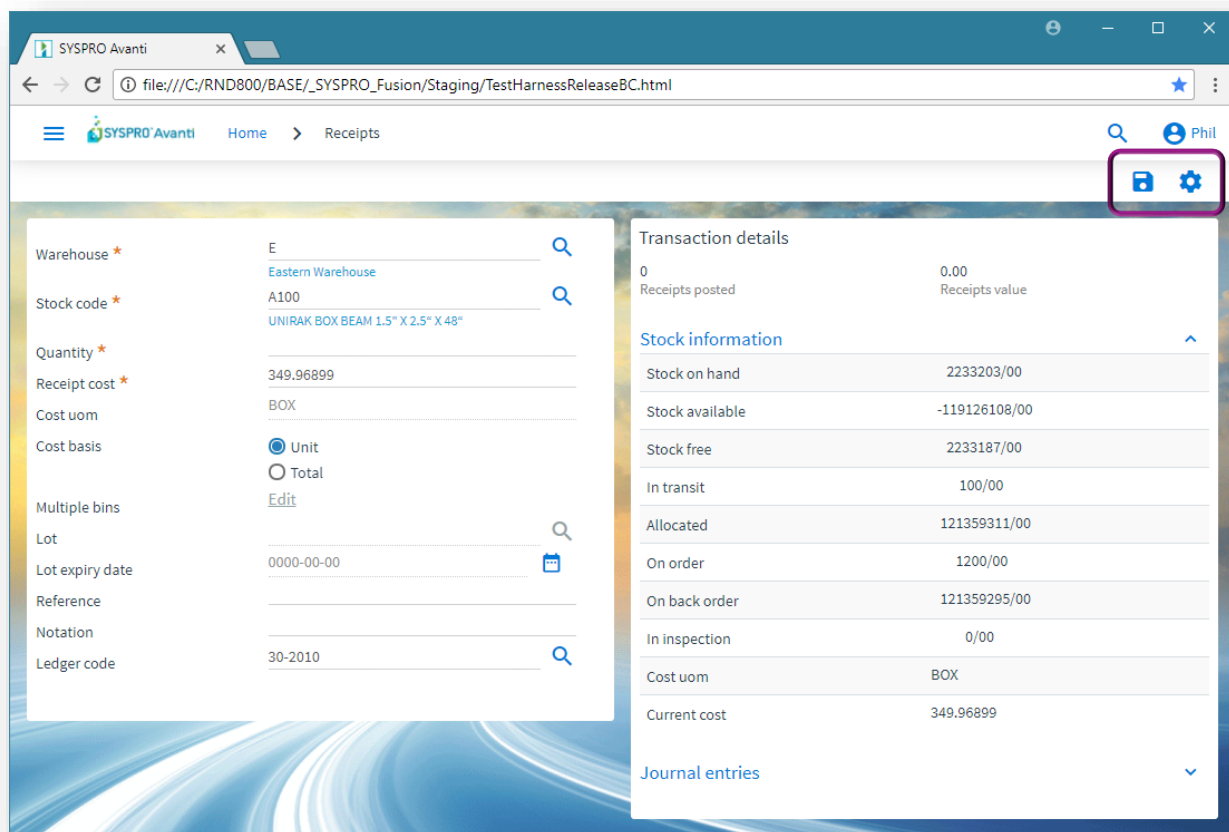 SYSPRO Avanti
file:///C:/RND800/BASE/_SYSPRO_Fusion/Staging/TestHarnessReleaseBC.html
SYSPRO Avanti Home Receipts Phil
Warehouse * E
Eastern Warehouse
Stock code * A100
UNIRAK BOX BEAM 1.5" X 2.5" X 48"
Quantity *
Receipt cost * 349.96899
Cost uom BOX
Cost basis Unit
Total
Multiple bins Edit
Lot
Lot expiry date 0000-00-00
Reference
Notation
Ledger code 30-2010
Transaction details
0 0.00
Receipts posted Receipts value
Stock information
Stock on hand 2233203/00
Stock available -119126108/00
Stock free 2233187/00
In transit 100/00
Allocated 121359311/00
On order 1200/00
On back order 121359295/00
In inspection 0/00
Cost uom BOX
Current cost 349.96899
Journal entries